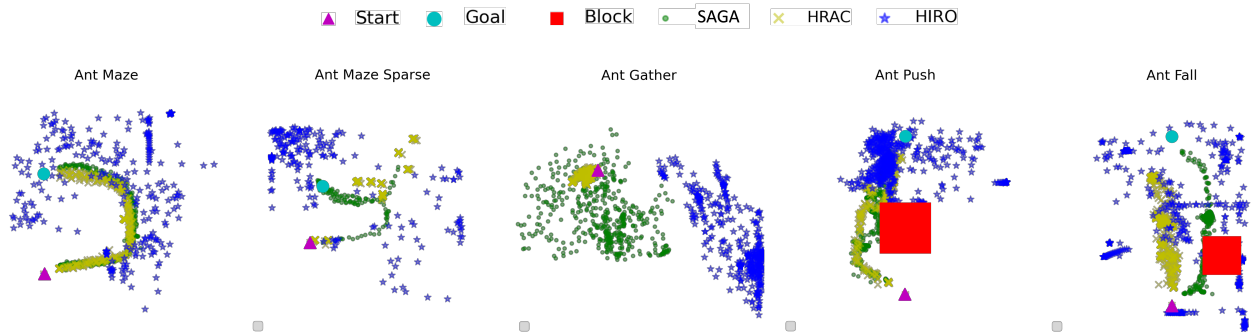 Start Goal Block SAGA HRAC HIRO
Ant Maze Ant Maze Sparse Ant Gather Ant Push Ant Fall